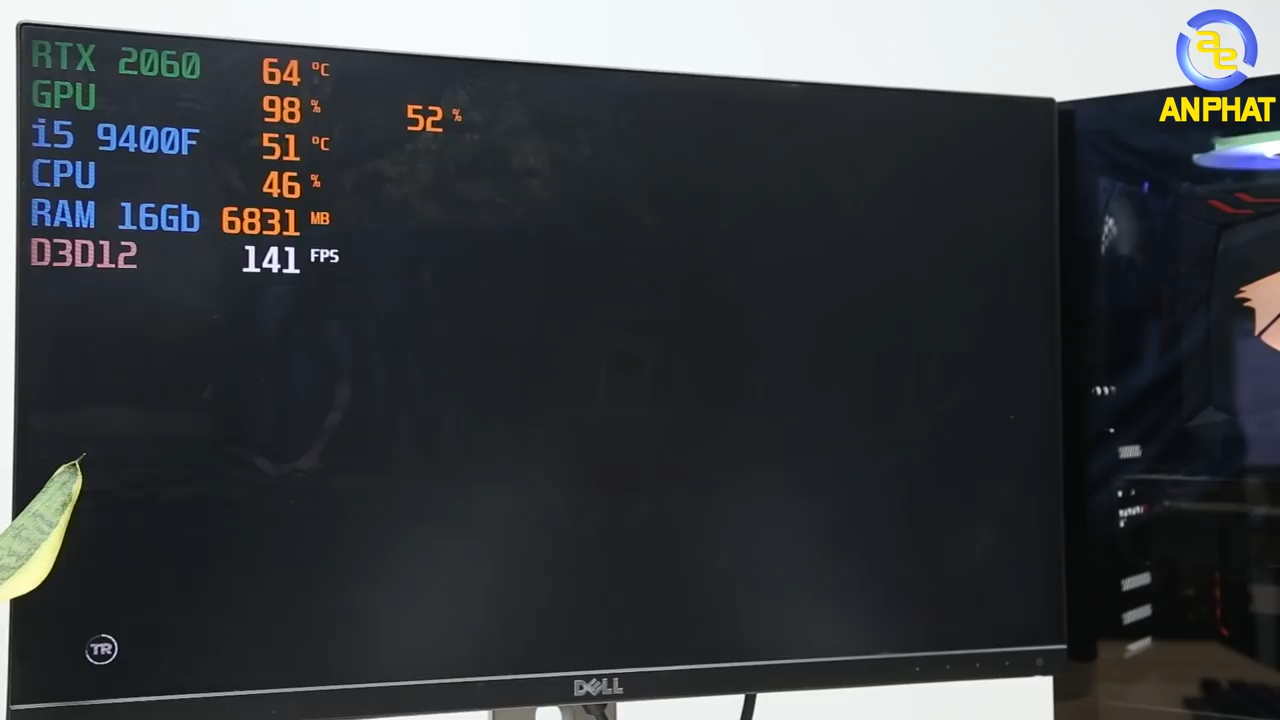 RTX 2060 64 °C
GPU 98 % 52 %
i5 9400F 51 °C
CPU 46 %
RAM 16Gb 6831 MB
D3D12 141 FPS
ae
ANPHAT
TR
DELL